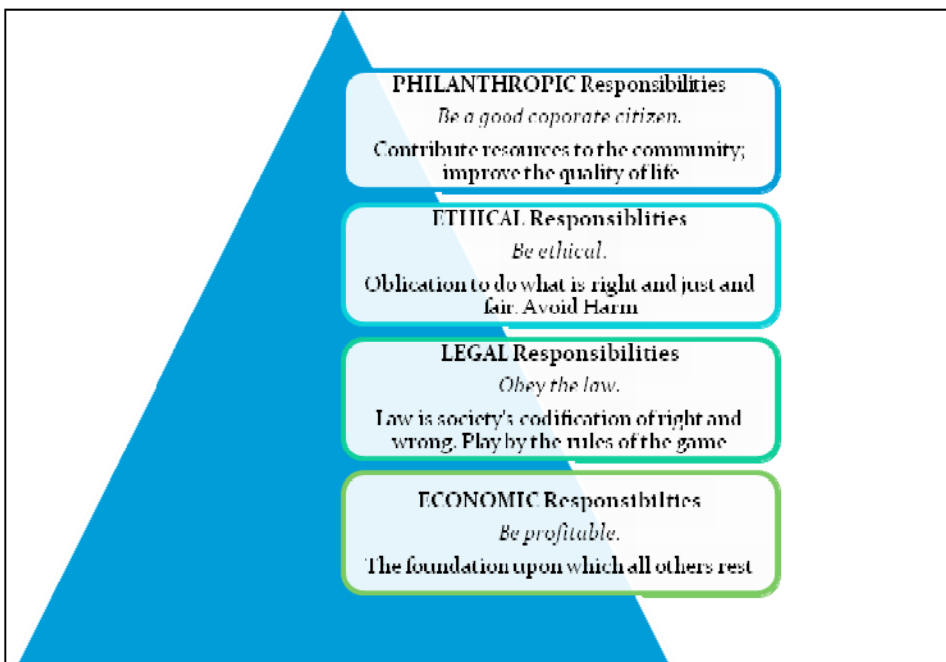 PHILANTHROPIC Responsibilities
Be a good coporate citizen.
Contribute resources to the community;
improve the quality of life
ETHICAL Responsiblities
Be ethical.
Oblication to do what is right and just and
fair. Avoid Harm
LEGAL Responsibilities
Obey the law.
Law is society's codification of right and
wrong. Play by the rules of the game
ECONOMIC Responsibilties
Be profitable.
The foundation upon which all others rest